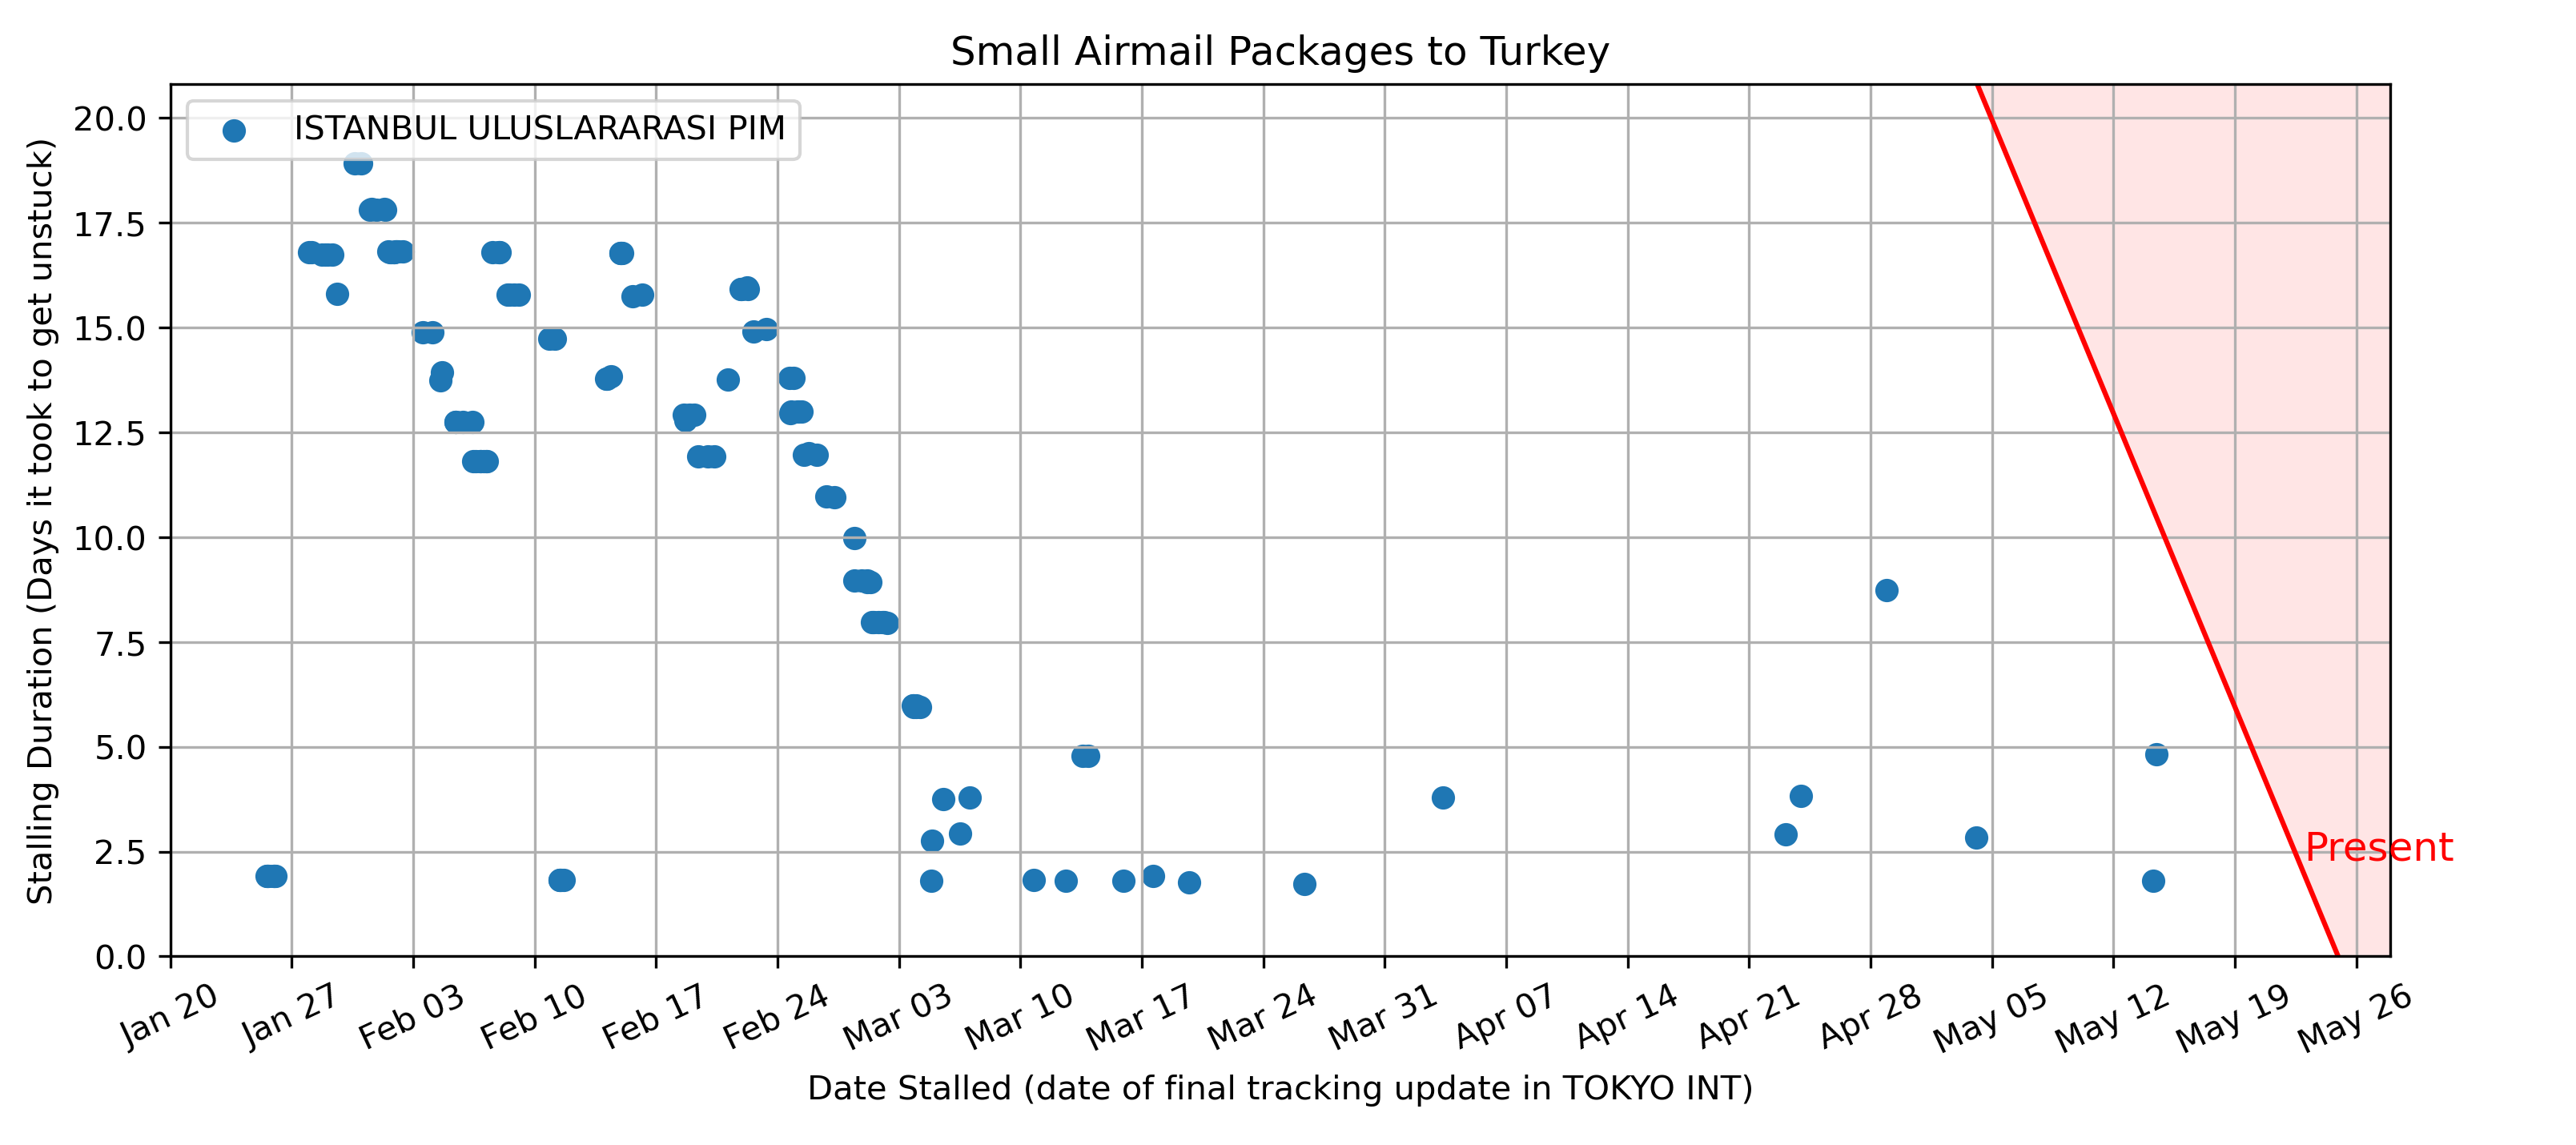 Small Airmail Packages to Turkey
ISTANBUL ULUSLARARASI PIM
Stalling Duration (Days it took to get unstuck)
20.0
17.5
15.0
12.5
10.0
7.5
5.0
2.5
0.0
Present
Jan 20 Jan 27 Feb 03 Feb 10 Feb 17 Feb 24 Mar 03 Mar 10 Mar 17 Mar 24 Mar 31 Apr 07 Apr 14 Apr 21 Apr 28 May 05 May 12 May 19 May 26
Date Stalled (date of final tracking update in TOKYO INT)